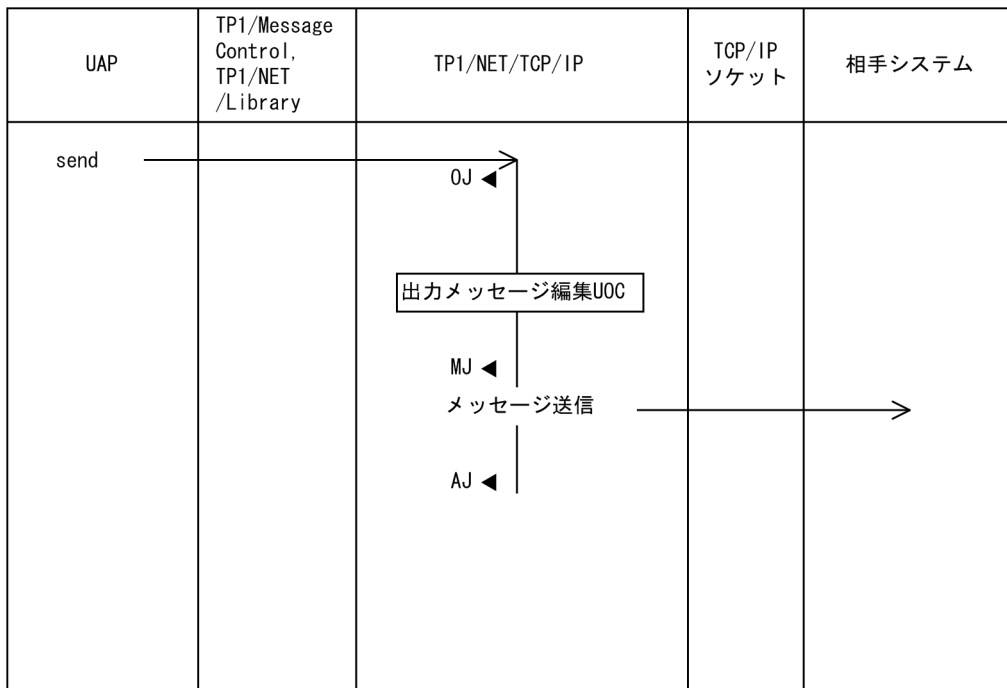 UAP
TP1/Message
Control,
TP1/NET
/Library
TP1/NET/TCP/IP
TCP/IP
ソケット
相手システム
send
OJ
出力メッセージ編集UOC
MJ
メッセージ送信
AJ